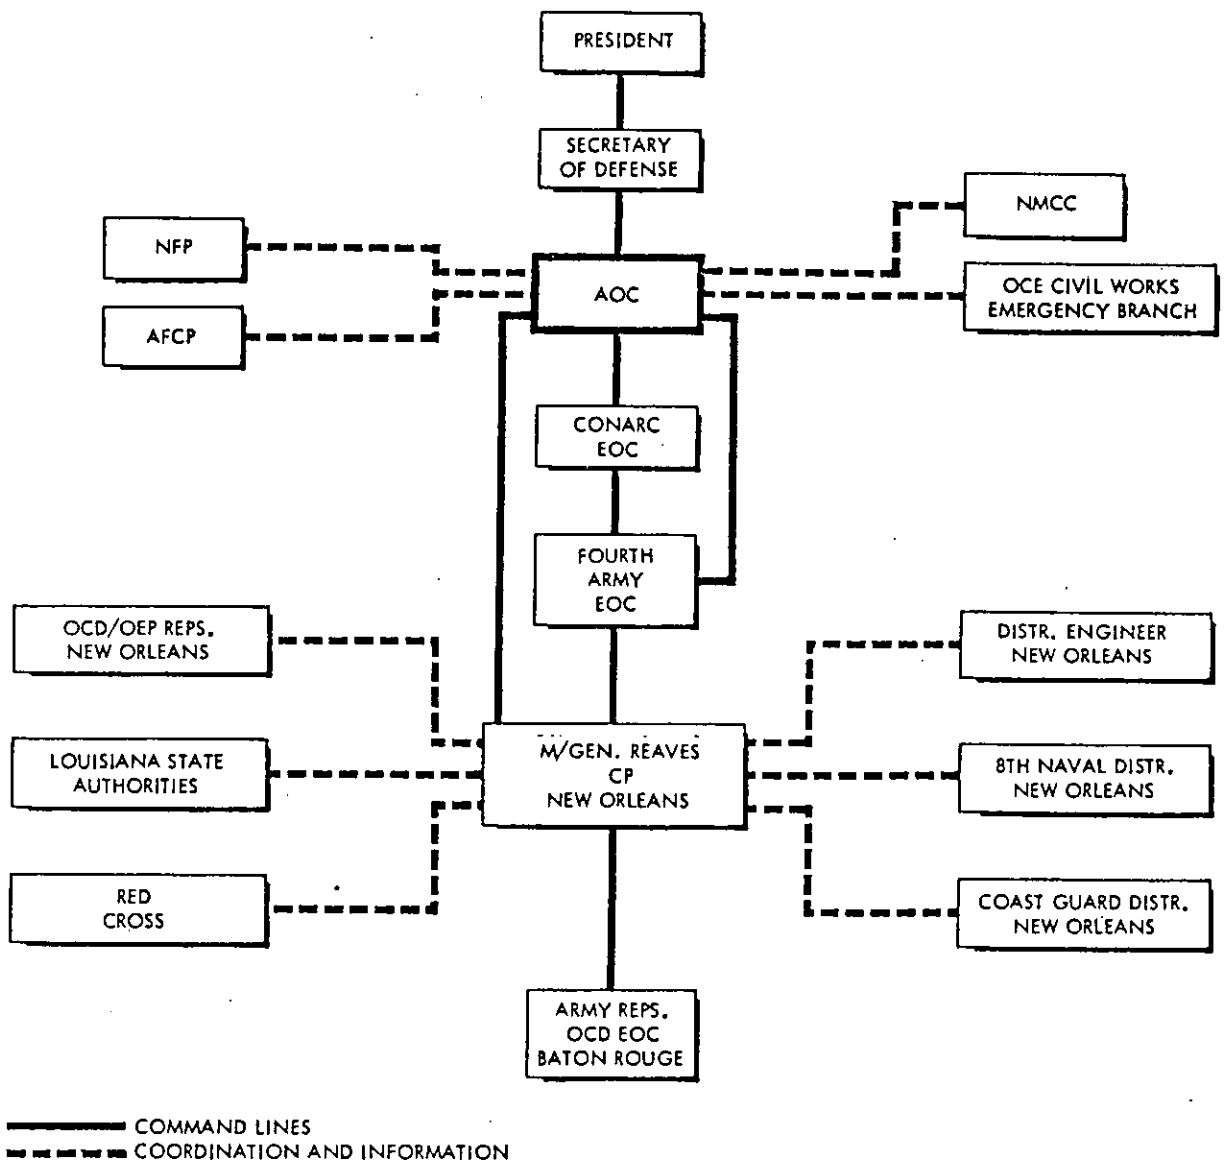 PRESIDENT
SECRETARY
OF DEFENSE
NMCC
NFP
AOC
OCE CIVIL WORKS
EMERGENCY BRANCH
AFCP
CONARC
EOC
FOURTH
ARMY
EOC
OCD/OEP REPS.
NEW ORLEANS
DISTR. ENGINEER
NEW ORLEANS
LOUISIANA STATE
AUTHORITIES
M/GEN. REAVES
CP
NEW ORLEANS
8TH NAVAL DISTR.
NEW ORLEANS
RED
CROSS
COAST GUARD DISTR.
NEW ORLEANS
ARMY REPS.
OCD EOC
BATON ROUGE
COMMAND LINES
COORDINATION AND INFORMATION